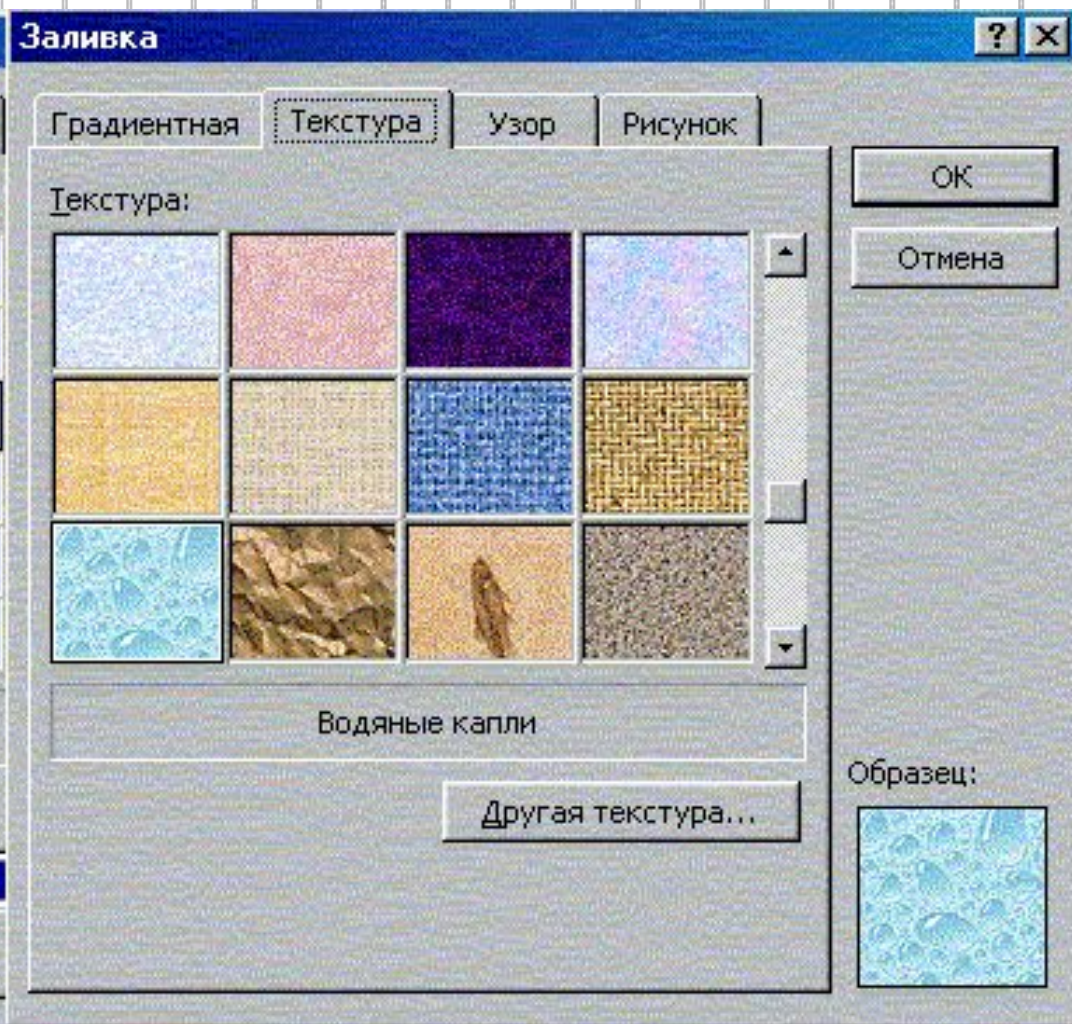 Заливка
Градиентная Текстура Узор Рисунок
Текстура:
ОК
Отмена
Водяные капли
Другая текстура...
Образец: